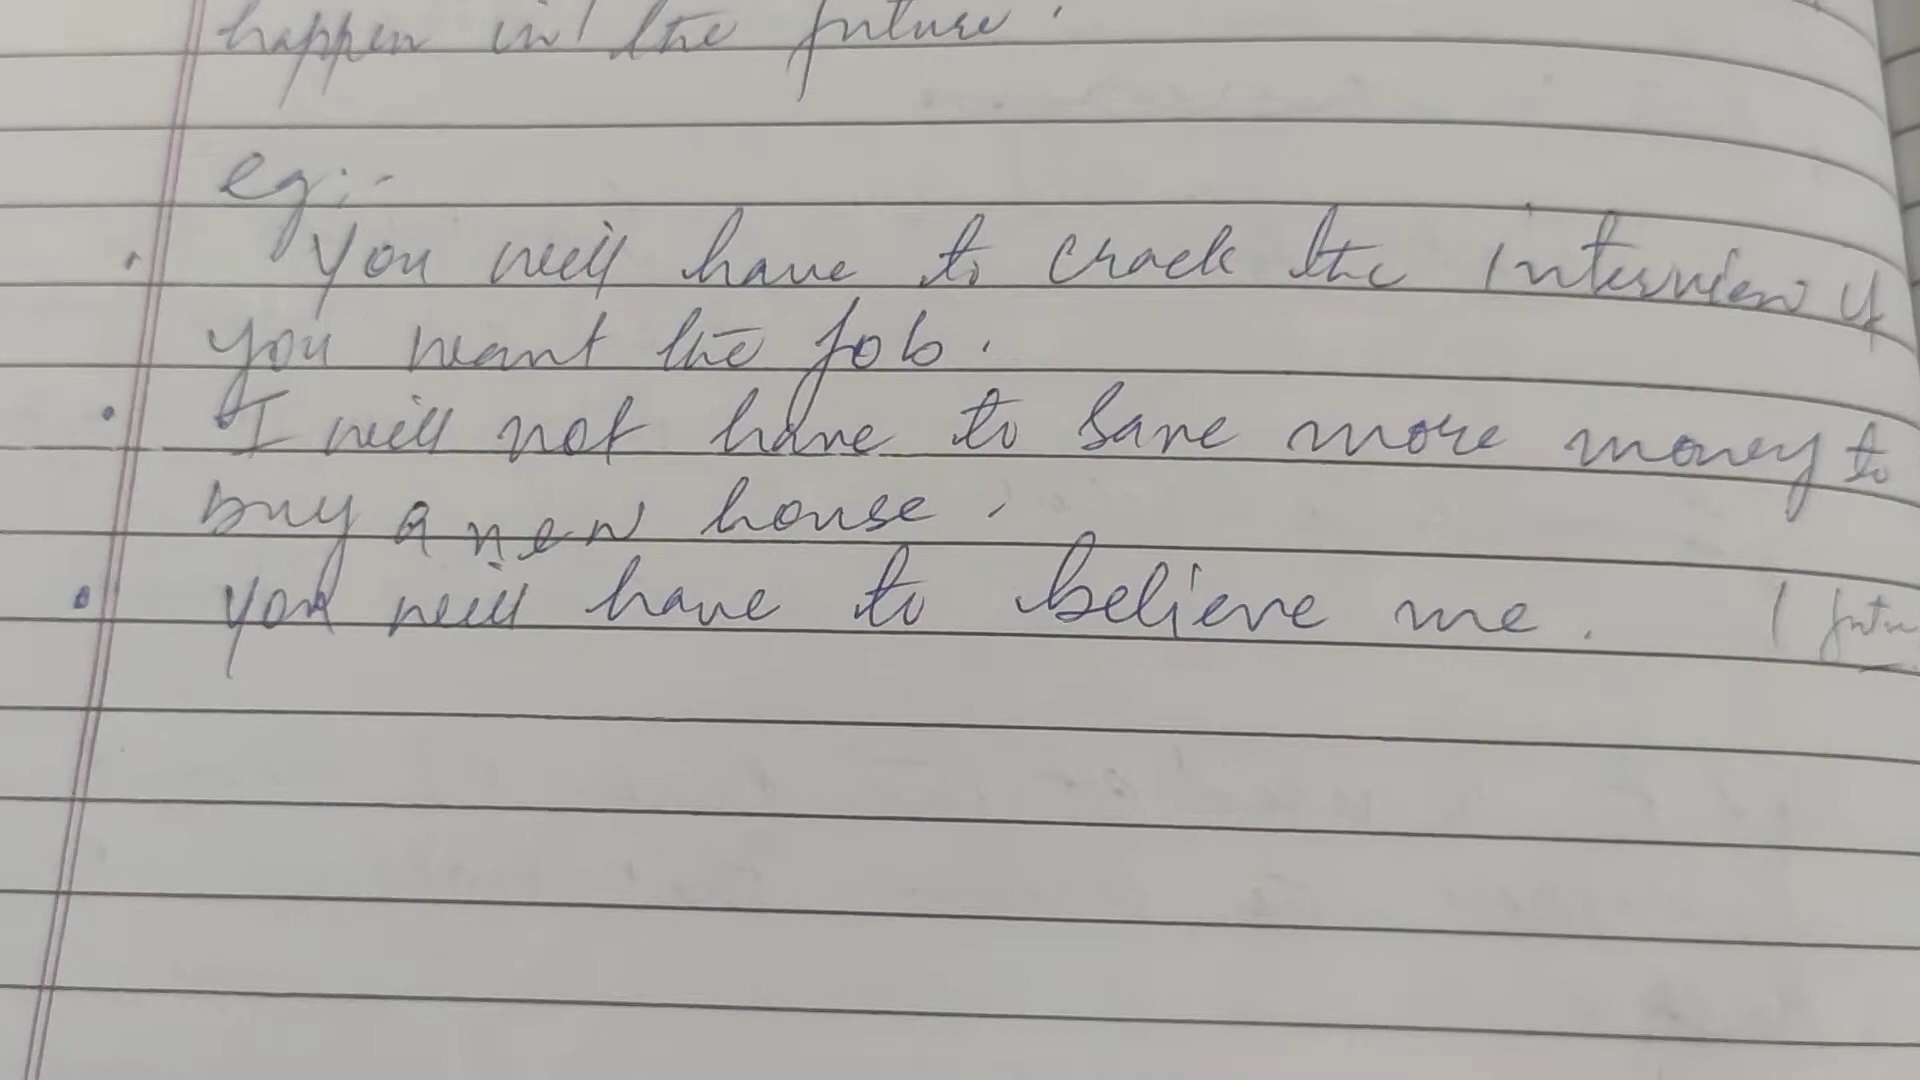 happen in the future.
eg:-
• You will have to crack the interview if
you want the job.
• I will not have to save more money to
buy a new house.
• you will have to believe me. (